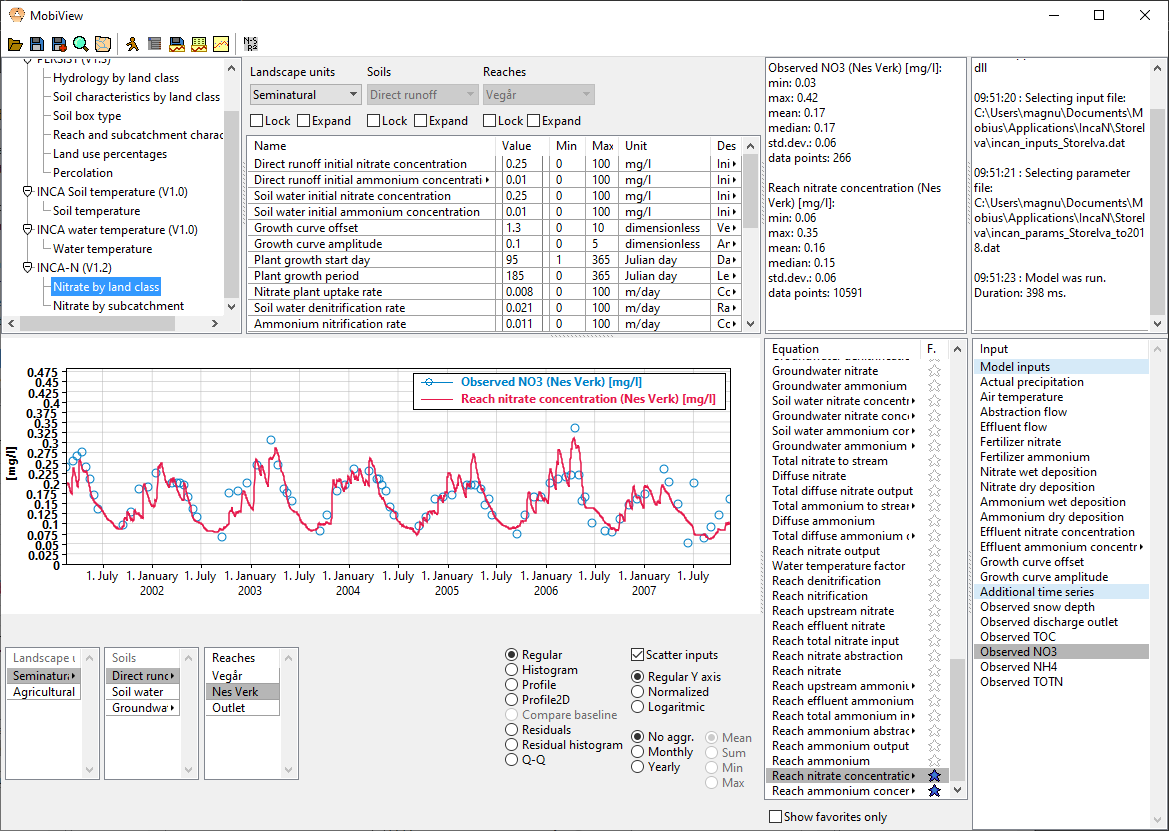 MobiView
PERSiST (V1.3)
Hydrology by land class
Soil characteristics by land class
Soil box type
Reach and subcatchment charac
Land use percentages
Percolation
INCA Soil temperature (V1.0)
Soil temperature
INCA water temperature (V1.0)
Water temperature
INCA-N (V1.2)
Nitrate by land class
Nitrate by subcatchment
Landscape units Soils Reaches
Seminatural Direct runoff Vegår
Lock Expand Lock Expand Lock Expand
Name Value Min Max Unit Des
Direct runoff initial nitrate concentration 0.25 0 100 mg/l Ini
Direct runoff initial ammonium concentrati 0.01 0 100 mg/l Ini
Soil water initial nitrate concentration 0.25 0 100 mg/l Ini
Soil water initial ammonium concentration 0.01 0 100 mg/l Ini
Growth curve offset 1.3 0 10 dimensionless Ve
Growth curve amplitude 0.1 0 5 dimensionless Ar
Plant growth start day 95 1 365 Julian day Da
Plant growth period 185 0 365 Julian day Le
Nitrate plant uptake rate 0.008 0 100 m/day Cc
Soil water denitrification rate 0.021 0 100 m/day Ra
Ammonium nitrification rate 0.011 0 100 m/day Cc
Observed NO3 (Nes Verk) [mg/l]:
min: 0.03
max: 0.42
mean: 0.17
median: 0.17
std.dev.: 0.06
data points: 266
Reach nitrate concentration (Nes
Verk) [mg/l]:
min: 0.06
max: 0.35
mean: 0.16
median: 0.15
std.dev.: 0.06
data points: 10591
dll
09:51:20 : Selecting input file:
C:\Users\magnu\Documents\M
obius\Applications\IncaN\Storel
va\incan_inputs_Storelva.dat
09:51:21 : Selecting parameter
file:
C:\Users\magnu\Documents\M
obius\Applications\IncaN\Storel
va\incan_params_Storelva_to201
8.dat
09:51:23 : Model was run.
Duration: 398 ms.
Observed NO3 (Nes Verk) [mg/l]
Reach nitrate concentration (Nes Verk) [mg/l]
[mg/l]
0.475
0.45
0.425
0.4
0.375
0.35
0.325
0.3
0.275
0.25
0.225
0.2
0.175
0.15
0.125
0.1
0.075
0.05
0.025
0
1. July 1. January 1. July 1. January 1. July 1. January 1. July 1. January 1. July 1. January 1. July 1. January 1. July
2002 2003 2004 2005 2006 2007
Equation F.
Groundwater denitrificatio
Groundwater nitrate
Groundwater ammonium
Soil water nitrate concentr
Groundwater nitrate conc
Soil water ammonium cor
Groundwater ammonium
Total nitrate to stream
Diffuse nitrate
Total diffuse nitrate output
Total ammonium to strear
Diffuse ammonium
Total diffuse ammonium c
Reach nitrate output
Water temperature factor
Reach denitrification
Reach nitrification
Reach upstream nitrate
Reach effluent nitrate
Reach total nitrate input
Reach nitrate abstraction
Reach nitrate
Reach upstream ammoniu
Reach effluent ammonium
Reach total ammonium in
Reach ammonium abstrac
Reach ammonium output
Reach ammonium
Reach nitrate concentratic
Reach ammonium concer
Show favorites only
Input
Model inputs
Actual precipitation
Air temperature
Abstraction flow
Effluent flow
Fertilizer nitrate
Fertilizer ammonium
Nitrate wet deposition
Nitrate dry deposition
Ammonium wet deposition
Ammonium dry deposition
Effluent nitrate concentration
Effluent ammonium concentr
Growth curve offset
Growth curve amplitude
Additional time series
Observed snow depth
Observed discharge outlet
Observed TOC
Observed NO3
Observed NH4
Observed TOTN
Landscape u
Seminatura
Agricultural
Soils
Direct runc
Soil water
Groundwa
Reaches
Vegår
Nes Verk
Outlet
Regular
Histogram
Profile
Profile2D
Compare baseline
Residuals
Residual histogram
Q-Q
Scatter inputs
Regular Y axis
Normalized
Logaritmic
No aggr.
Monthly
Yearly
Mean
Sum
Min
Max